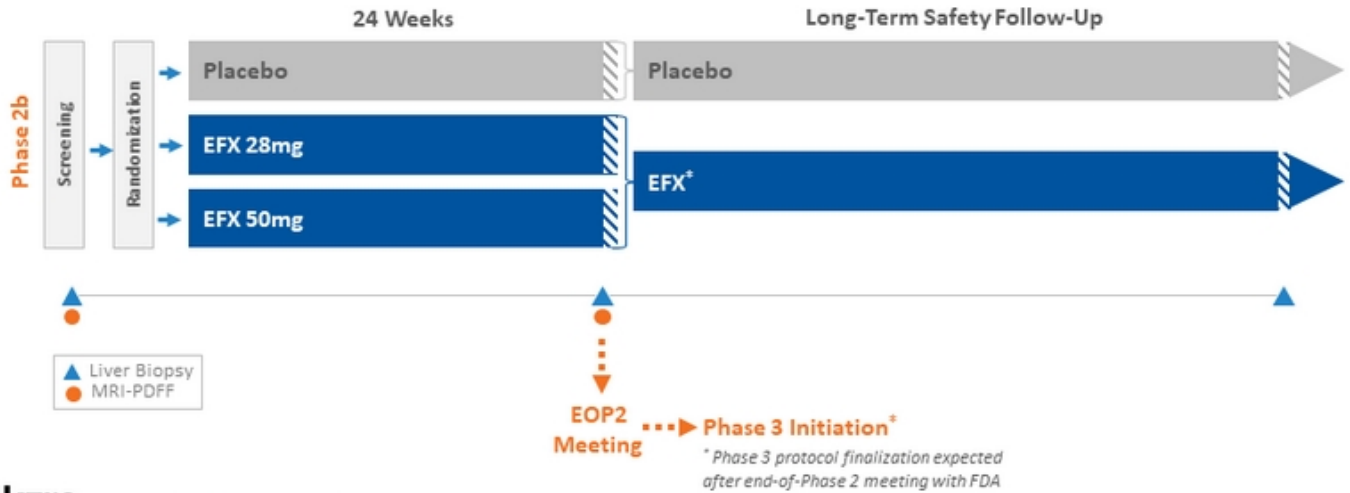 24 Weeks
Long-Term Safety Follow-Up
Phase 2b
Screening
Randomization
Placebo
Placebo
EFX 28mg
EFX 50mg
EFX*
Liver Biopsy
MRI-PDFF
EOP2
Meeting
Phase 3 Initiation*
* Phase 3 protocol finalization expected
after end-of-Phase 2 meeting with FDA